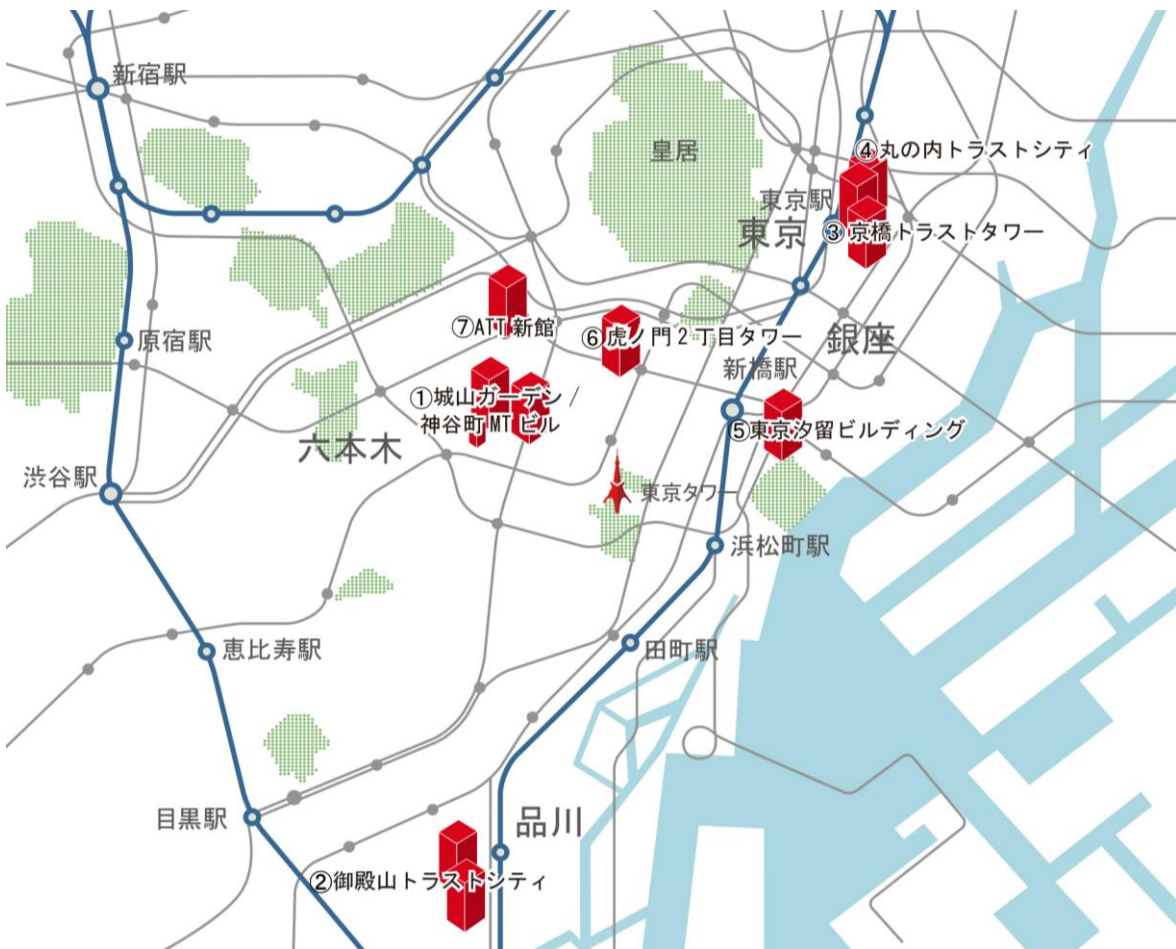 新宿駅
皇居
④丸の内トラストシティ
東京駅
東京
③京橋トラストタワー
⑦ATT新館
⑥虎ノ門2丁目タワー
銀座
原宿駅
新橋駅
①城山ガーデン/
神谷町MTビル
⑤東京汐留ビルディング
六本木
渋谷駅
東京タワー
浜松町駅
恵比寿駅
田町駅
目黒駅
品川
②御殿山トラストシティ